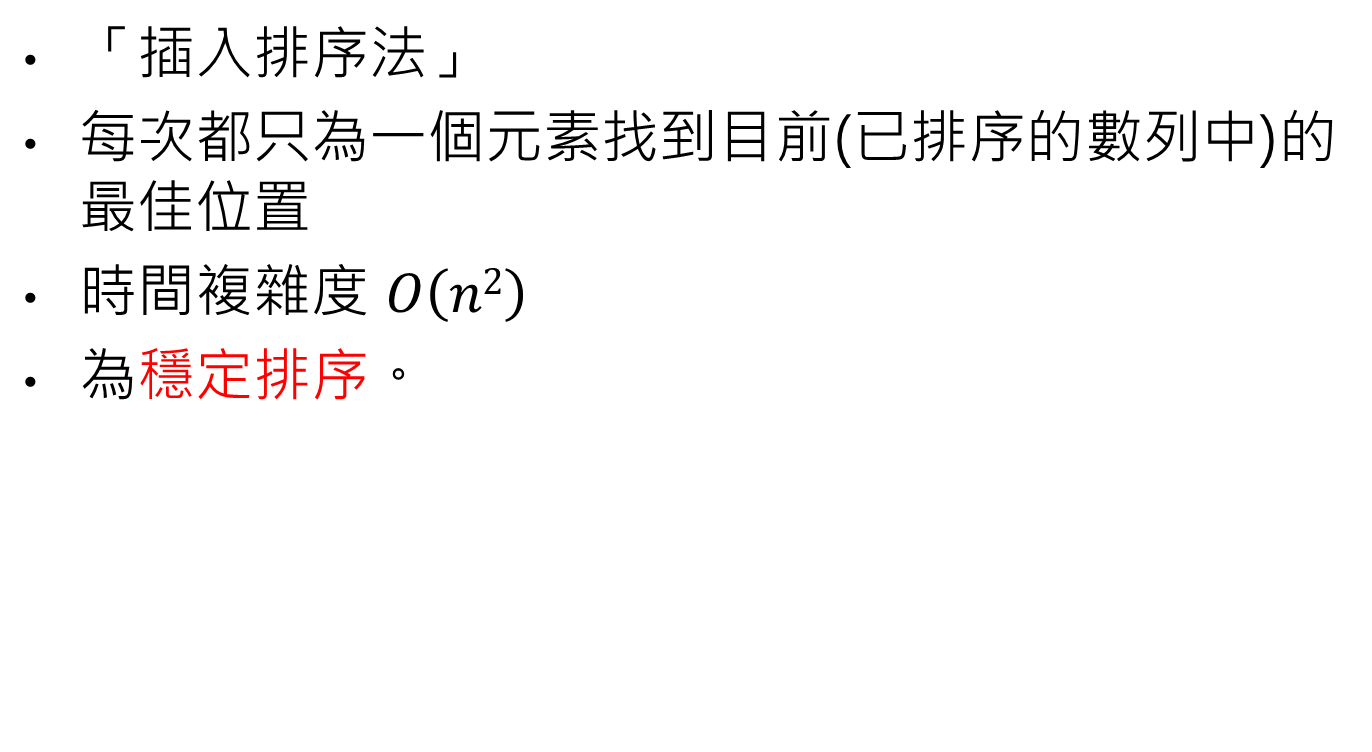 • 「插入排序法」
• 每次都只為一個元素找到目前(已排序的數列中)的
最佳位置
• 時間複雜度 𝑂(𝑛²)
• 為穩定排序。